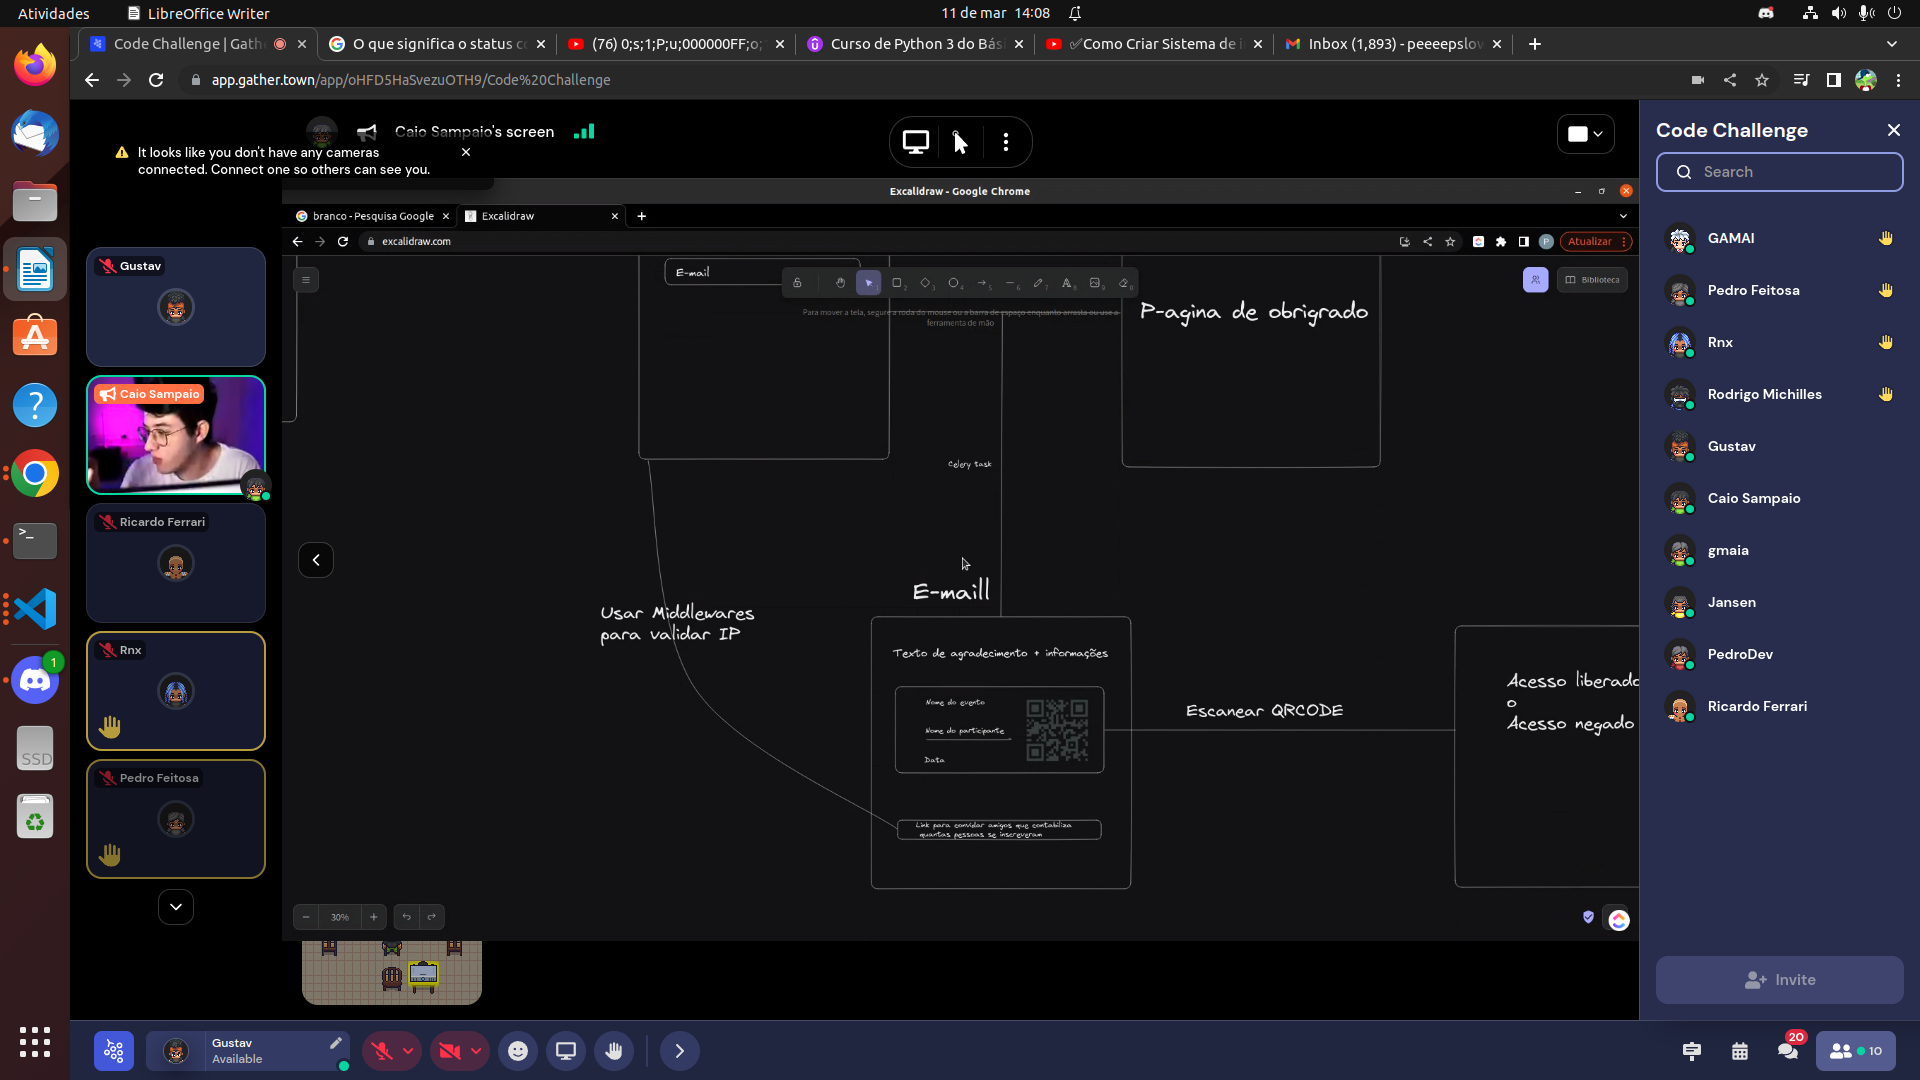 Atividades
LibreOffice Writer
11 de mar 14:08
Code Challenge | Gath
O que significa o status c
(76) 0;s;1;P;u;000000FF;o;
Curso de Python 3 do Bás
✅Como Criar Sistema de i
Inbox (1,893) - peeeepslov
app.gather.town/app/oHFD5HaSvezuOTH9/Code%20Challenge
Caio Sampaio's screen
It looks like you don't have any cameras
connected. Connect one so others can see you.
Excalidraw - Google Chrome
branco - Pesquisa Google
Excalidraw
excalidraw.com
Atualizar
Biblioteca
E-mail
Para mover a tela, segure a roda do mouse ou a barra de espaço enquanto arrasta ou use a
ferramenta de mão
P-agina de obrigrado
Celery task
E-maill
Usar Middlewares
para validar IP
Texto de agradecimento + informações
Nome do evento
Nome do participante
Data
Link para convidar amigos que contabiliza
quantas pessoas se inscreveram
Escanear QRCODE
Acesso liberado
o
Acesso negado
30%
Gustav
Caio Sampaio
Ricardo Ferrari
Rnx
Pedro Feitosa
Code Challenge
Search
GAMAI
Pedro Feitosa
Rnx
Rodrigo Michilles
Gustav
Caio Sampaio
gmaia
Jansen
PedroDev
Ricardo Ferrari
Invite
SSD
1
Gustav
Available
20
10